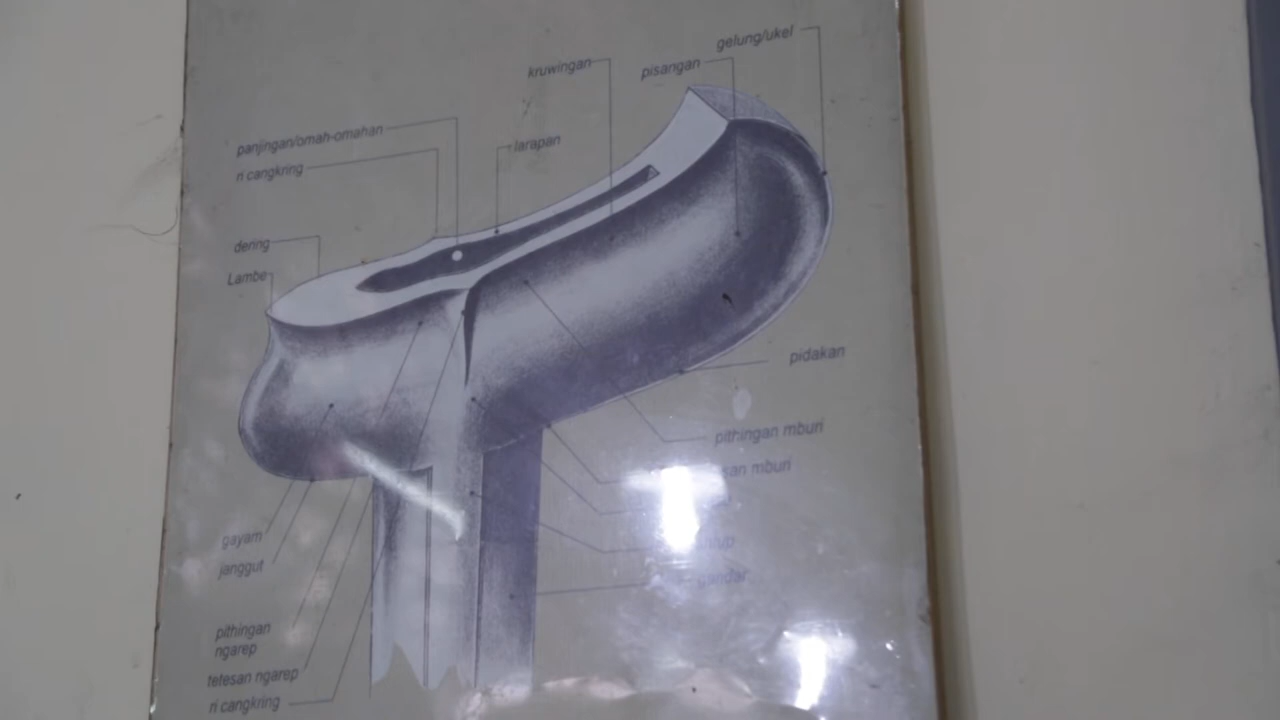 gelung/ukel
kruwingan
pisangan
panjingan/omah-omahan
larapan
ri cangkring
dering
Lambe
pidakan
pithingan mburi
mburi
gandar
gayam
janggut
pithingan
ngarep
tetesan ngarep
ri cangkring